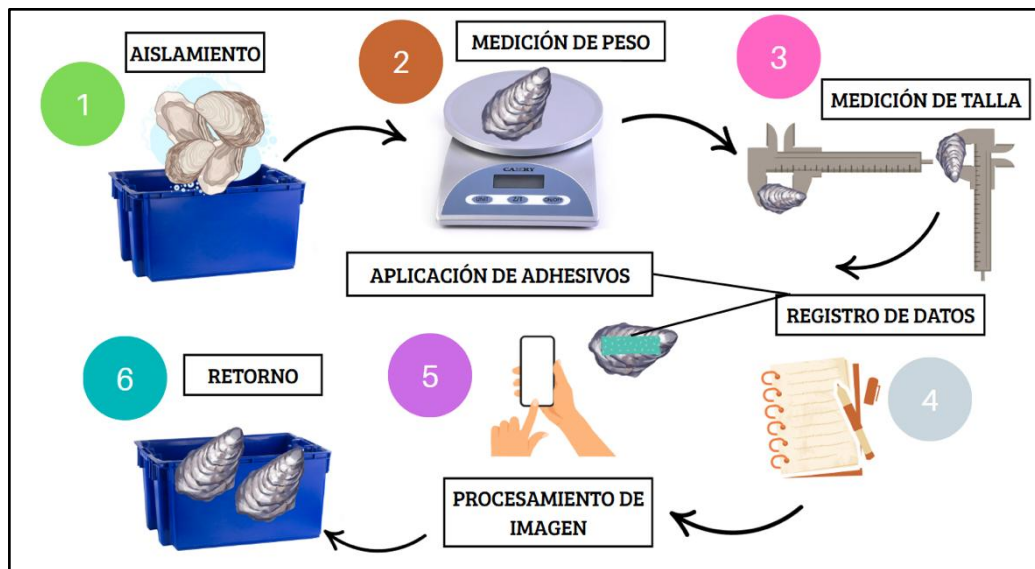 1
AISLAMIENTO
2
MEDICIÓN DE PESO
CAMRY
3
MEDICIÓN DE TALLA
APLICACIÓN DE ADHESIVOS
REGISTRO DE DATOS
4
5
PROCESAMIENTO DE
IMAGEN
6
RETORNO